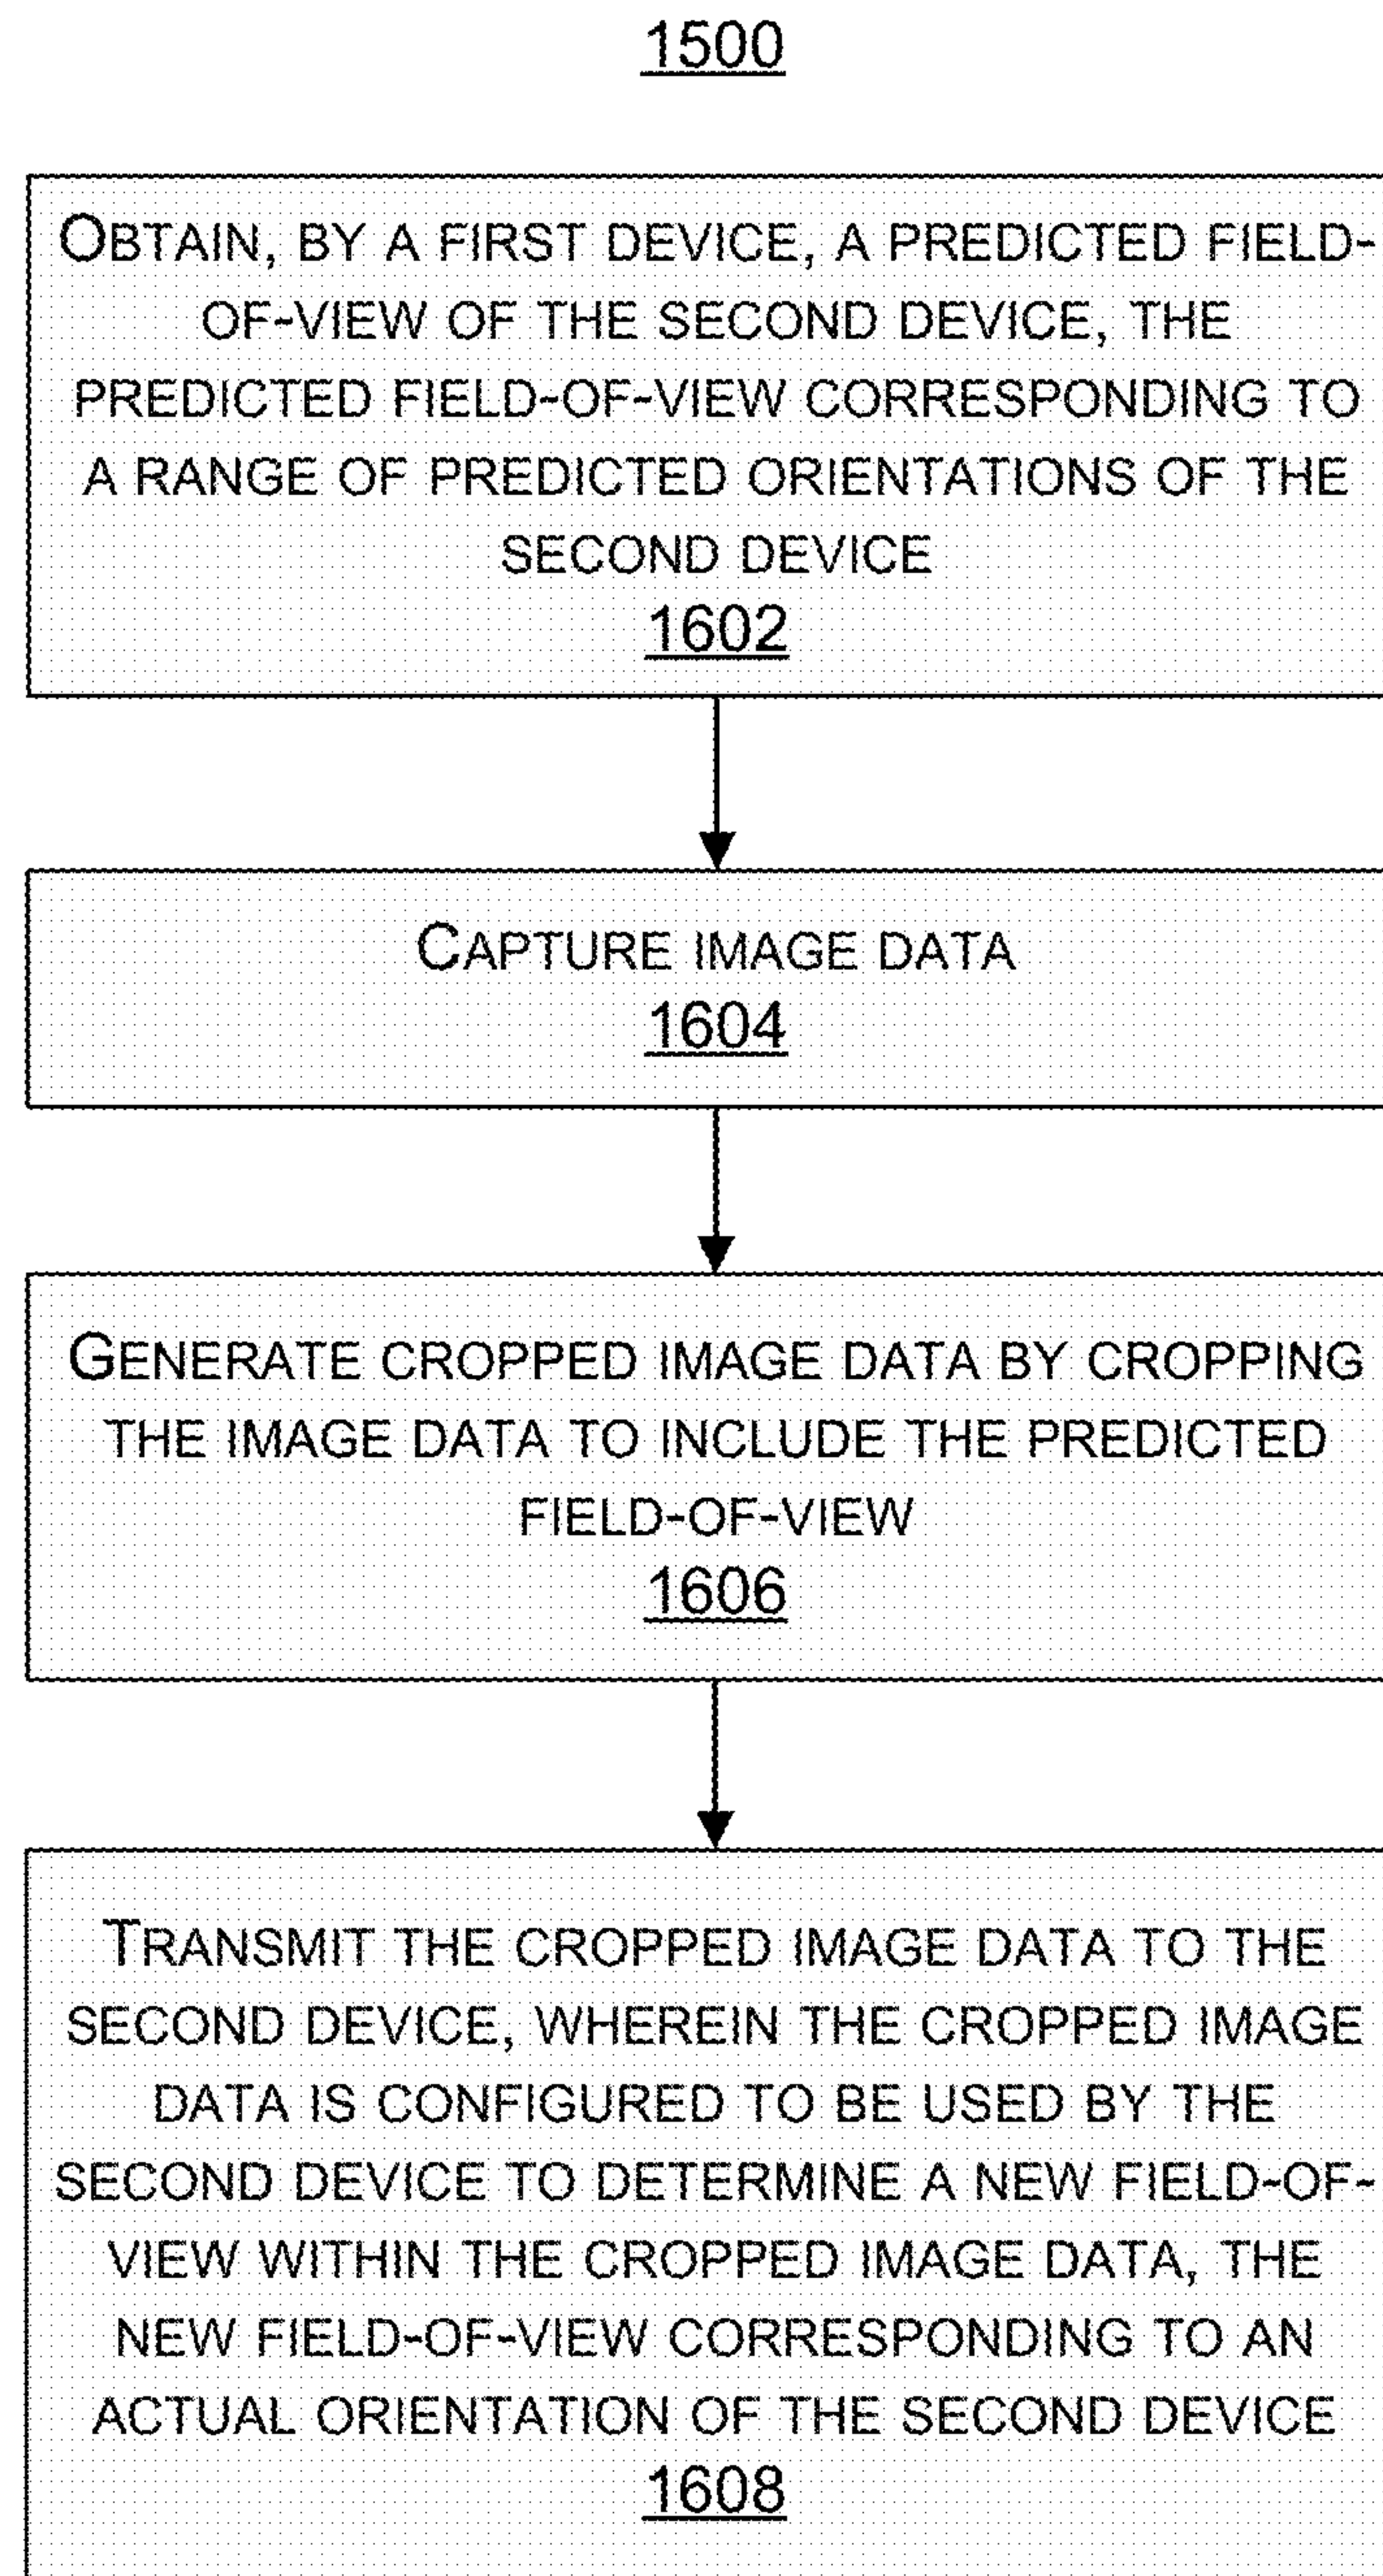 1500
OBTAIN, BY A FIRST DEVICE, A PREDICTED FIELD-
OF-VIEW OF THE SECOND DEVICE, THE
PREDICTED FIELD-OF-VIEW CORRESPONDING TO
A RANGE OF PREDICTED ORIENTATIONS OF THE
SECOND DEVICE
1602
CAPTURE IMAGE DATA
1604
GENERATE CROPPED IMAGE DATA BY CROPPING
THE IMAGE DATA TO INCLUDE THE PREDICTED
FIELD-OF-VIEW
1606
TRANSMIT THE CROPPED IMAGE DATA TO THE
SECOND DEVICE, WHEREIN THE CROPPED IMAGE
DATA IS CONFIGURED TO BE USED BY THE
SECOND DEVICE TO DETERMINE A NEW FIELD-OF-
VIEW WITHIN THE CROPPED IMAGE DATA, THE
NEW FIELD-OF-VIEW CORRESPONDING TO AN
ACTUAL ORIENTATION OF THE SECOND DEVICE
1608